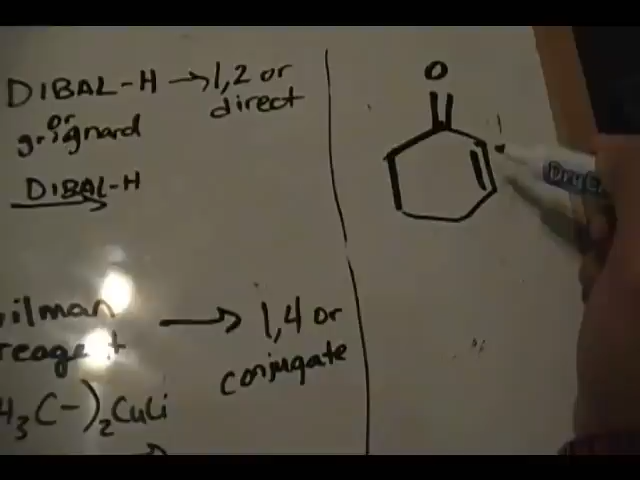 DIBAL-H → 1,2 or
direct
or
grignard
DIBAL-H
ilman
reagent → 1,4 or
conjugate
H₃C-)₂CuLi
O